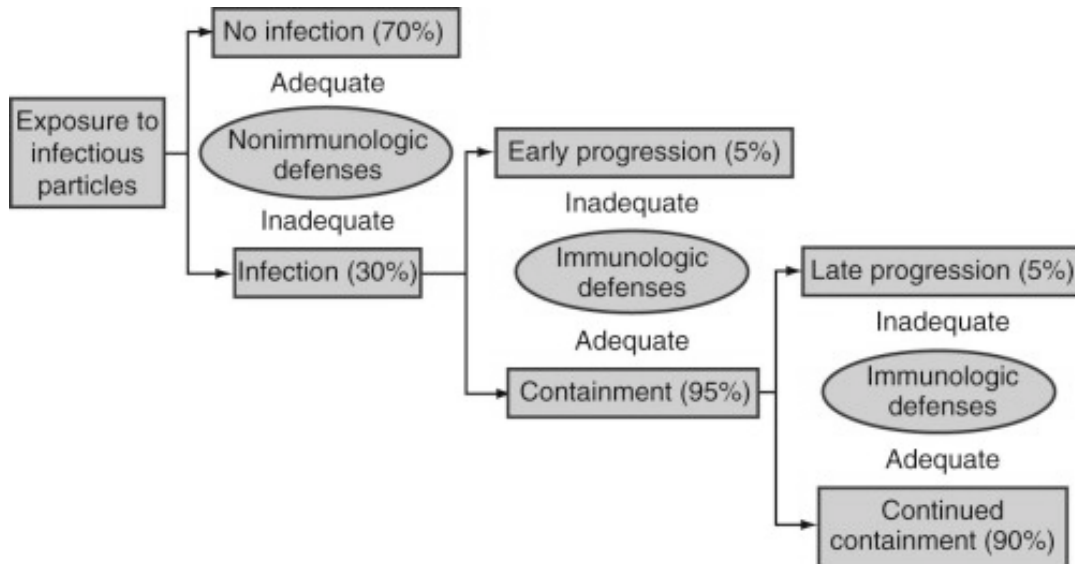 No infection (70%)
Adequate
Exposure to
infectious
particles
Nonimmunologic
defenses
Inadequate
Infection (30%)
Early progression (5%)
Inadequate
Immunologic
defenses
Adequate
Containment (95%)
Late progression (5%)
Inadequate
Immunologic
defenses
Adequate
Continued
containment (90%)